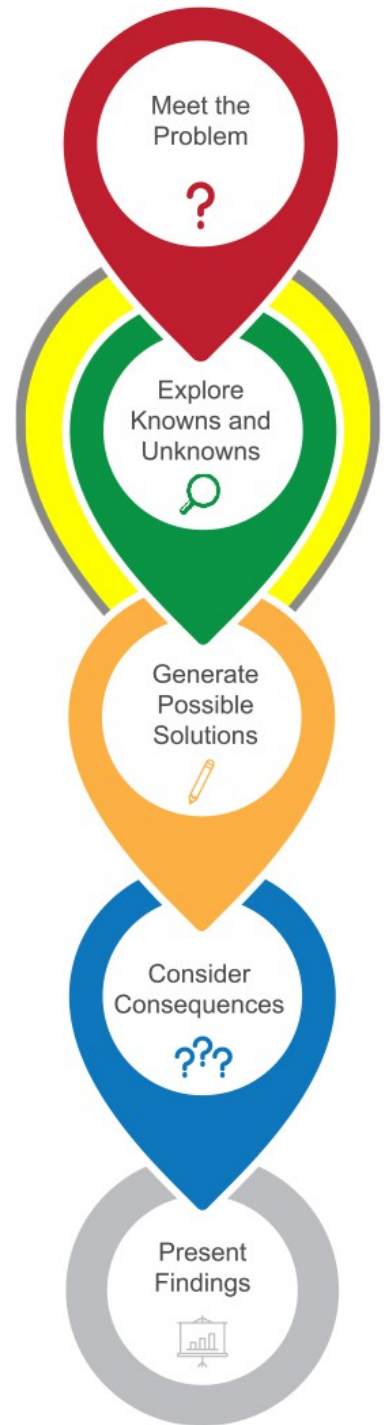 Meet the
Problem
?
Explore
Knowns and
Unknowns
Generate
Possible
Solutions
Consider
Consequences
???
Present
Findings